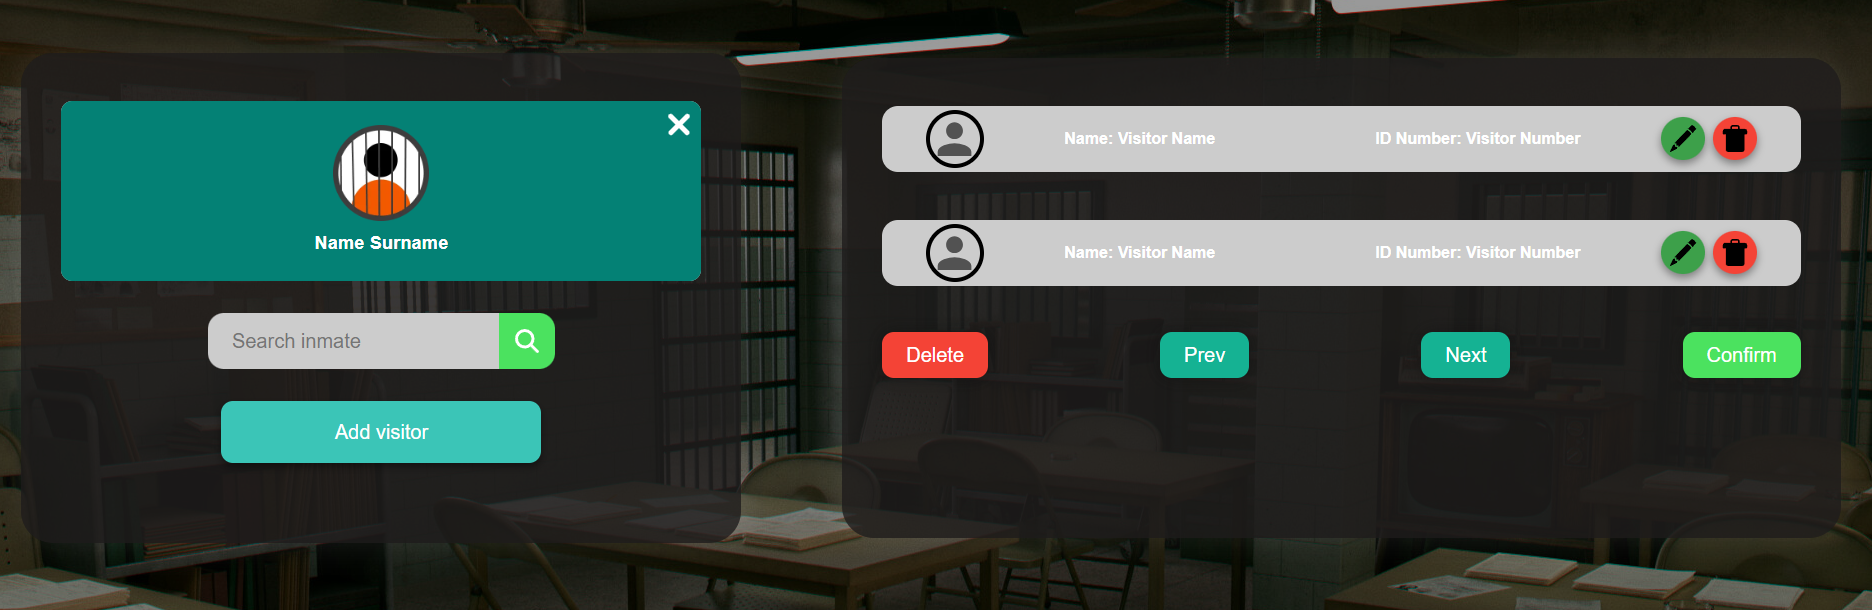 Name Surname
Search inmate
Add visitor
Name: Visitor Name ID Number: Visitor Number
Name: Visitor Name ID Number: Visitor Number
Delete Prev Next Confirm